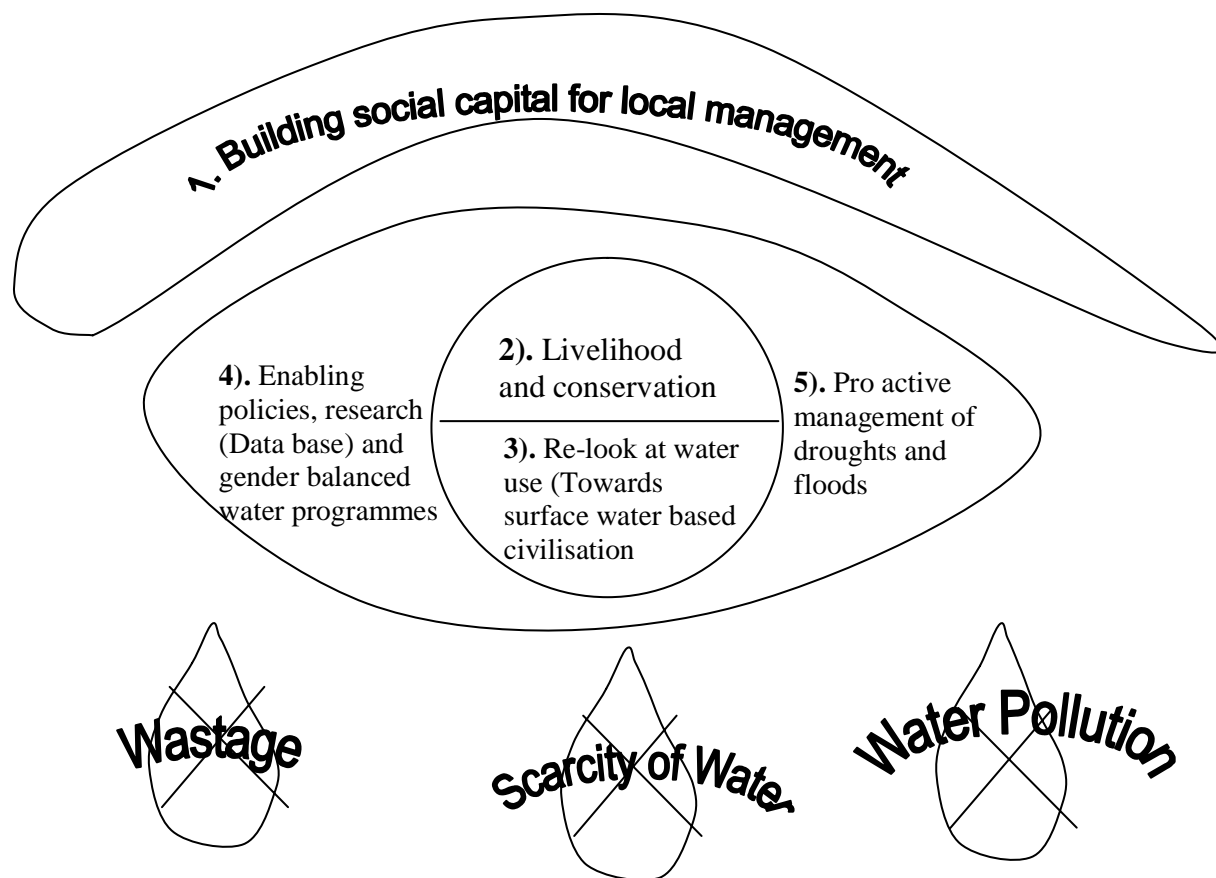 1. Building social capital for local management
2). Livelihood
and conservation
3). Re-look at water
use (Towards
surface water based
civilisation
4). Enabling
policies, research
(Data base) and
gender balanced
water programmes
5). Pro active
management of
droughts and
floods
Wastage
Scarcity of Water
Water Pollution